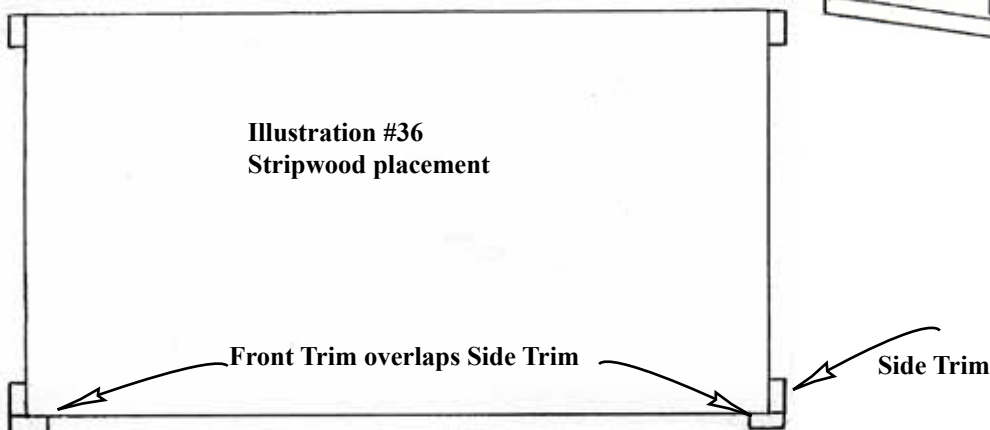 Illustration #36
Stripwood placement
Front Trim overlaps Side Trim
Side Trim